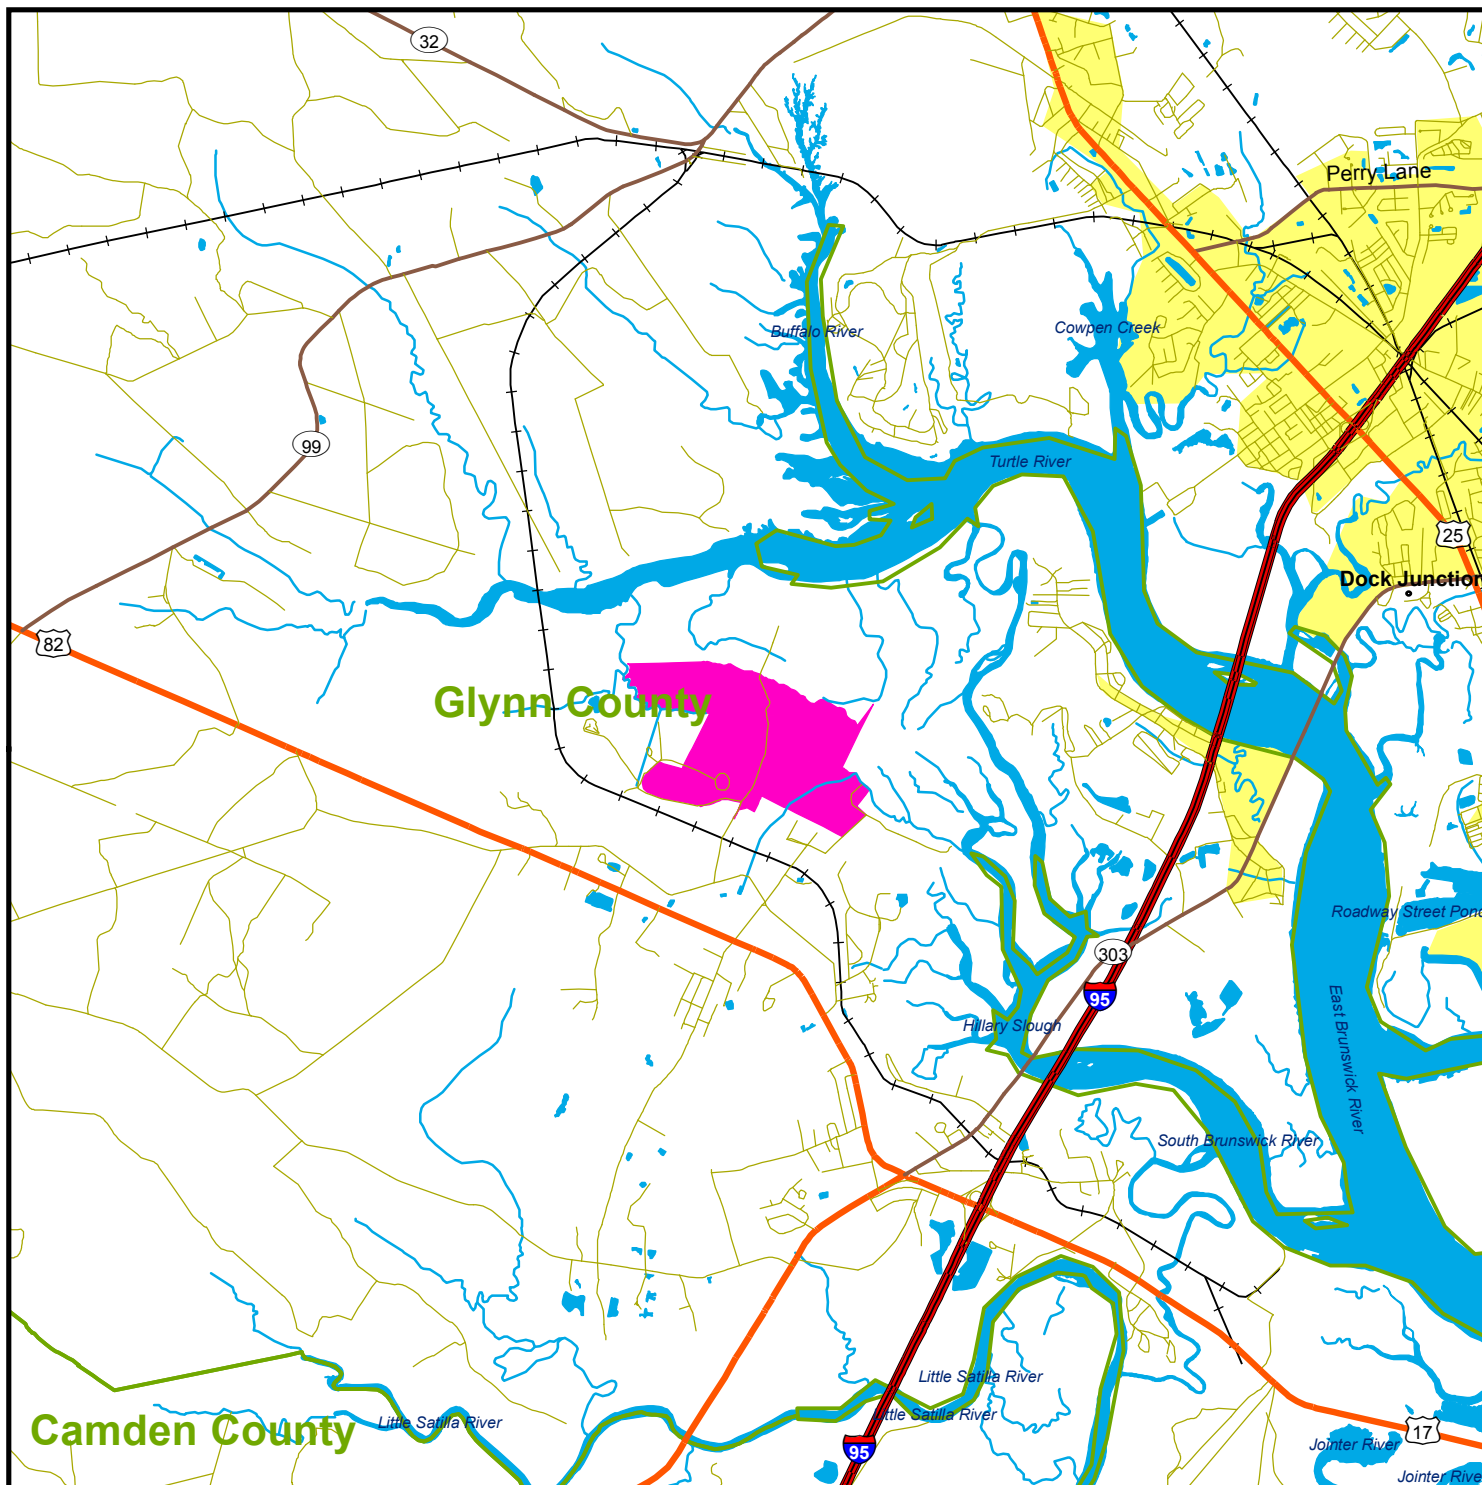 32
Perry Lane
Buffalo River
Cowpen Creek
99
Turtle River
25
Dock Junction
82
Glynn County
Roadway Street Pond
303
95
East Brunswick River
Hillary Slough
South Brunswick River
Little Satilla River
Little Satilla River
Little Satilla River
Camden County
95
17
Jointer River
Jointer River